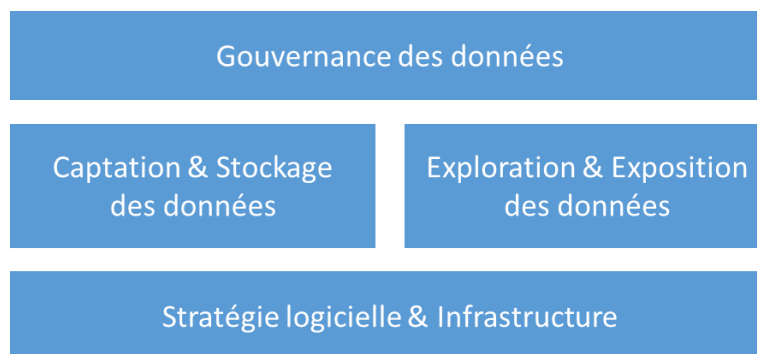 Gouvernance des données
Captation & Stockage
des données
Exploration & Exposition
des données
Stratégie logicielle & Infrastructure